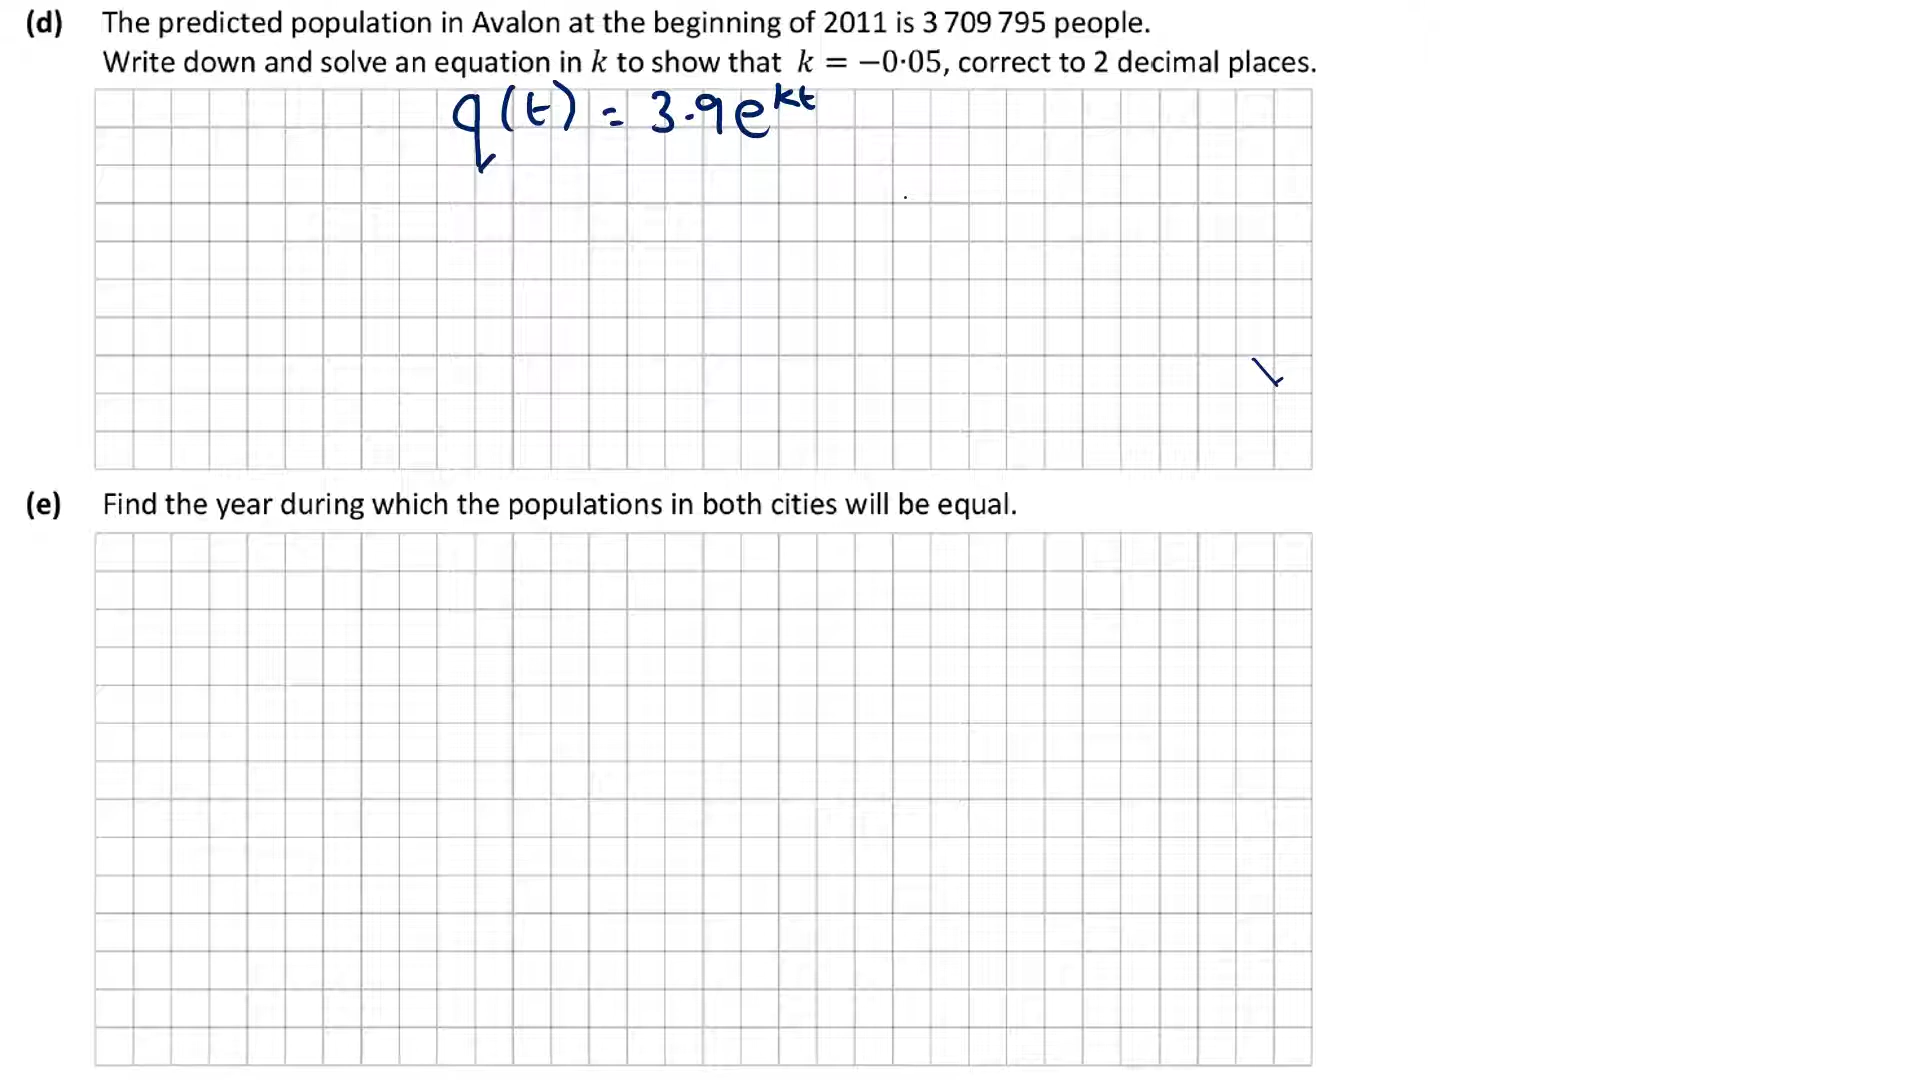 (d) The predicted population in Avalon at the beginning of 2011 is 3 709 795 people.
Write down and solve an equation in k to show that k = −0·05, correct to 2 decimal places.
q(t) = 3.9e^{kt}
(e) Find the year during which the populations in both cities will be equal.